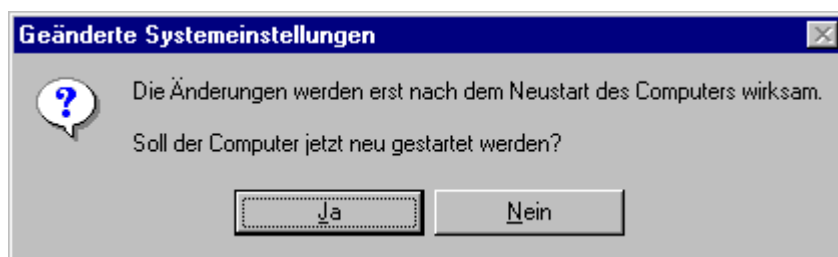 Geänderte Systemeinstellungen
Die Änderungen werden erst nach dem Neustart des Computers wirksam.
Soll der Computer jetzt neu gestartet werden?
Ja Nein